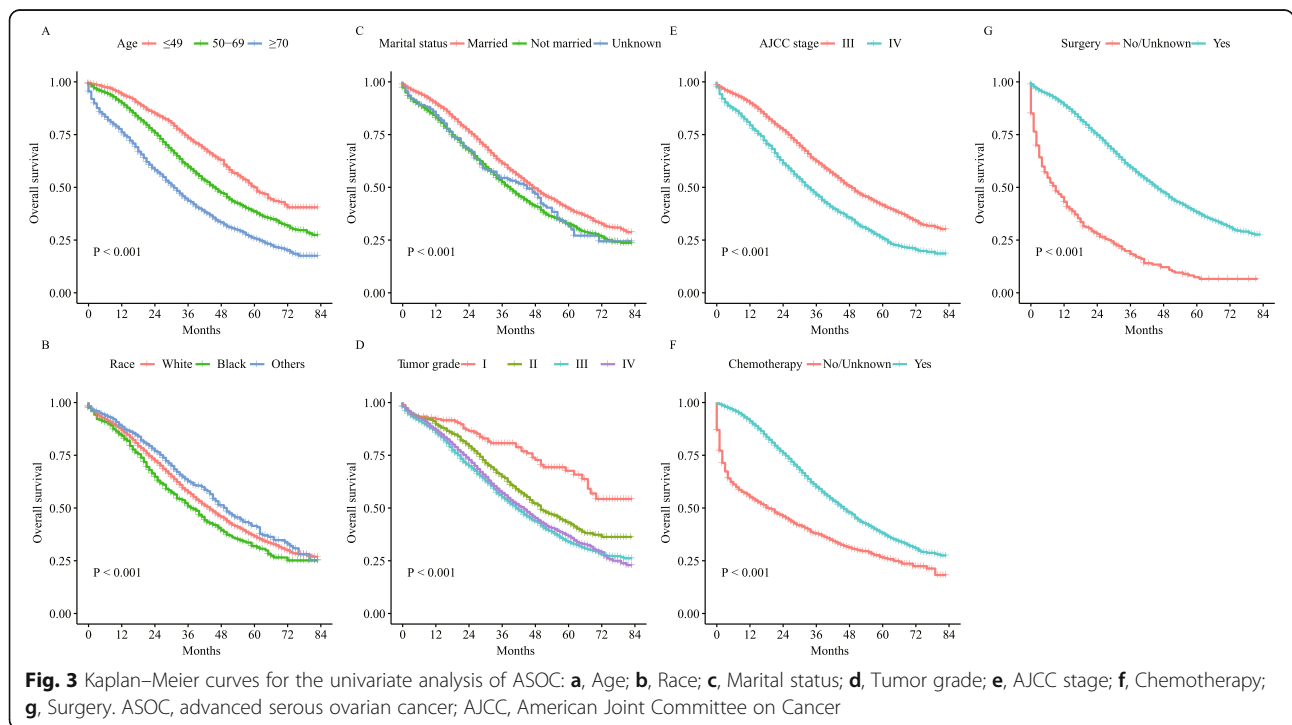 A
Age ≤49 50−69 ≥70
Overall survival
1.00
0.75
0.50
0.25
0.00
P < 0.001
0 12 24 36 48 60 72 84
Months
C
Marital status Married Not married Unknown
Overall survival
1.00
0.75
0.50
0.25
0.00
P < 0.001
0 12 24 36 48 60 72 84
Months
E
AJCC stage III IV
Overall survival
1.00
0.75
0.50
0.25
0.00
P < 0.001
0 12 24 36 48 60 72 84
Months
G
Surgery No/Unknown Yes
Overall survival
1.00
0.75
0.50
0.25
0.00
P < 0.001
0 12 24 36 48 60 72 84
Months
B
Race White Black Others
Overall survival
1.00
0.75
0.50
0.25
0.00
P < 0.001
0 12 24 36 48 60 72 84
Months
D
Tumor grade I II III IV
Overall survival
1.00
0.75
0.50
0.25
0.00
P < 0.001
0 12 24 36 48 60 72 84
Months
F
Chemotherapy No/Unknown Yes
Overall survival
1.00
0.75
0.50
0.25
0.00
P < 0.001
0 12 24 36 48 60 72 84
Months
Fig. 3 Kaplan–Meier curves for the univariate analysis of ASOC: a, Age; b, Race; c, Marital status; d, Tumor grade; e, AJCC stage; f, Chemotherapy;
g, Surgery. ASOC, advanced serous ovarian cancer; AJCC, American Joint Committee on Cancer